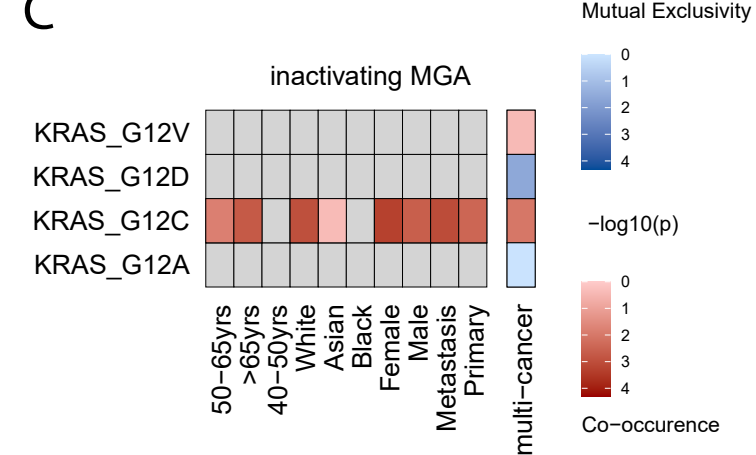 C
Mutual Exclusivity
inactivating MGA
KRAS_G12V
KRAS_G12D
KRAS_G12C
KRAS_G12A
50−65yrs
>65yrs
40−50yrs
White
Asian
Black
Female
Male
Metastasis
Primary
multi−cancer
0
1
2
3
4
−log10(p)
0
1
2
3
4
Co−occurence